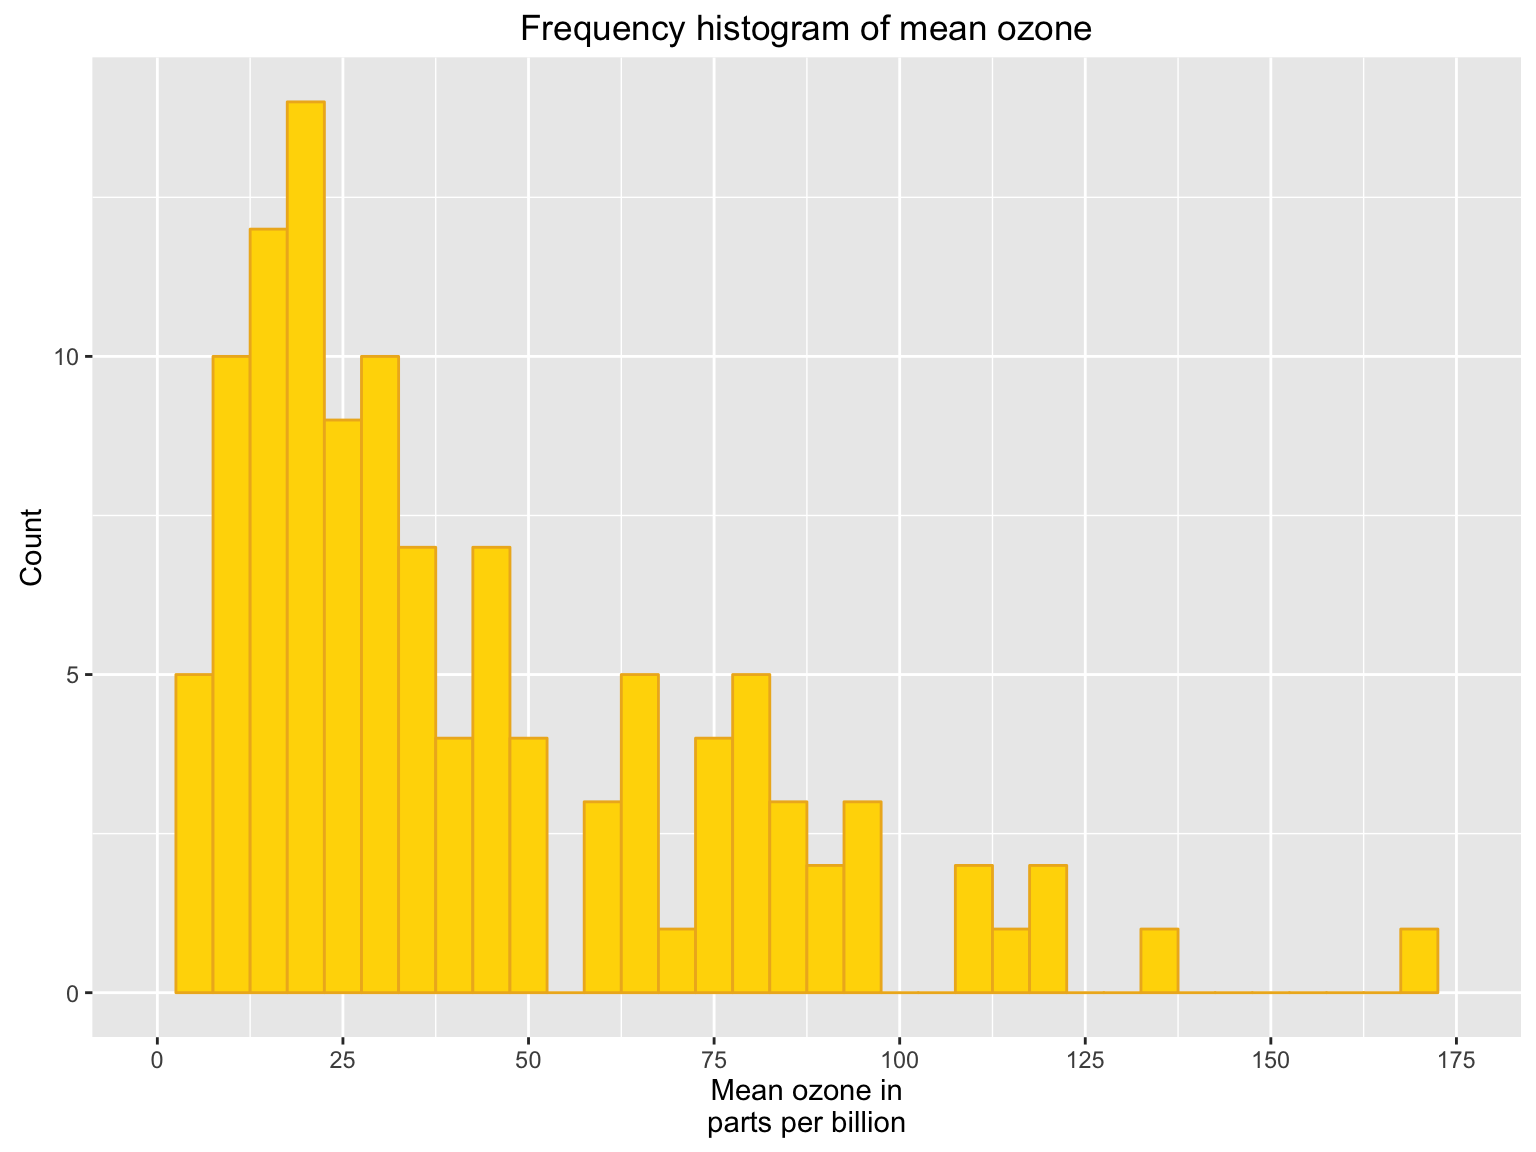 Frequency histogram of mean ozone
Count
10
5
0
0 25 50 75 100 125 150 175
Mean ozone in
parts per billion